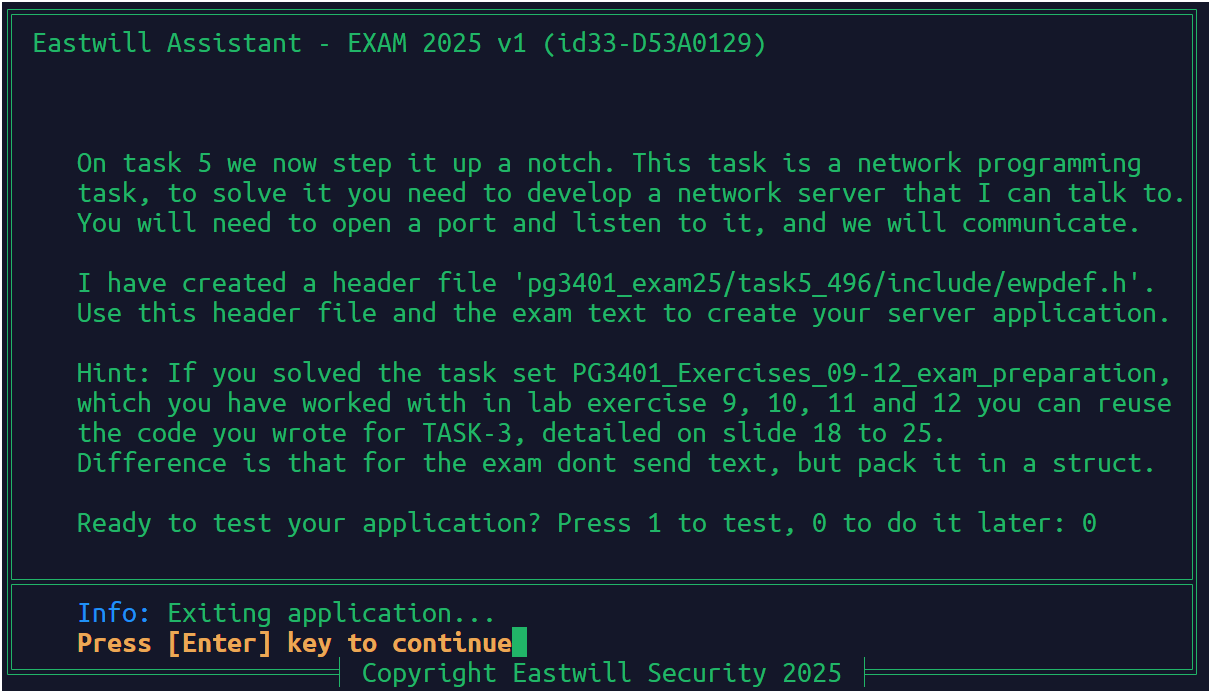 Eastwill Assistant - EXAM 2025 v1 (id33-D53A0129)
On task 5 we now step it up a notch. This task is a network programming
task, to solve it you need to develop a network server that I can talk to.
You will need to open a port and listen to it, and we will communicate.
I have created a header file 'pg3401_exam25/task5_496/include/ewpdef.h'.
Use this header file and the exam text to create your server application.
Hint: If you solved the task set PG3401_Exercises_09-12_exam_preparation,
which you have worked with in lab exercise 9, 10, 11 and 12 you can reuse
the code you wrote for TASK-3, detailed on slide 18 to 25.
Difference is that for the exam dont send text, but pack it in a struct.
Ready to test your application? Press 1 to test, 0 to do it later: 0
Info: Exiting application...
Press [Enter] key to continue
Copyright Eastwill Security 2025